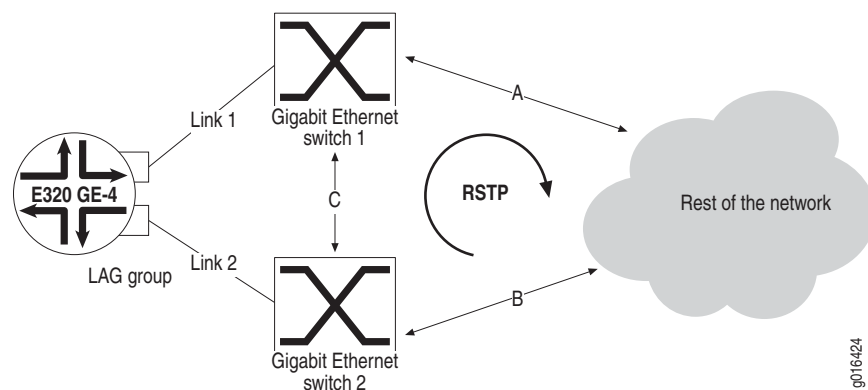 Link 1
Gigabit Ethernet
switch 1
A
E320 GE-4
C
RSTP
Rest of the network
LAG group
Link 2
B
Gigabit Ethernet
switch 2
g016424